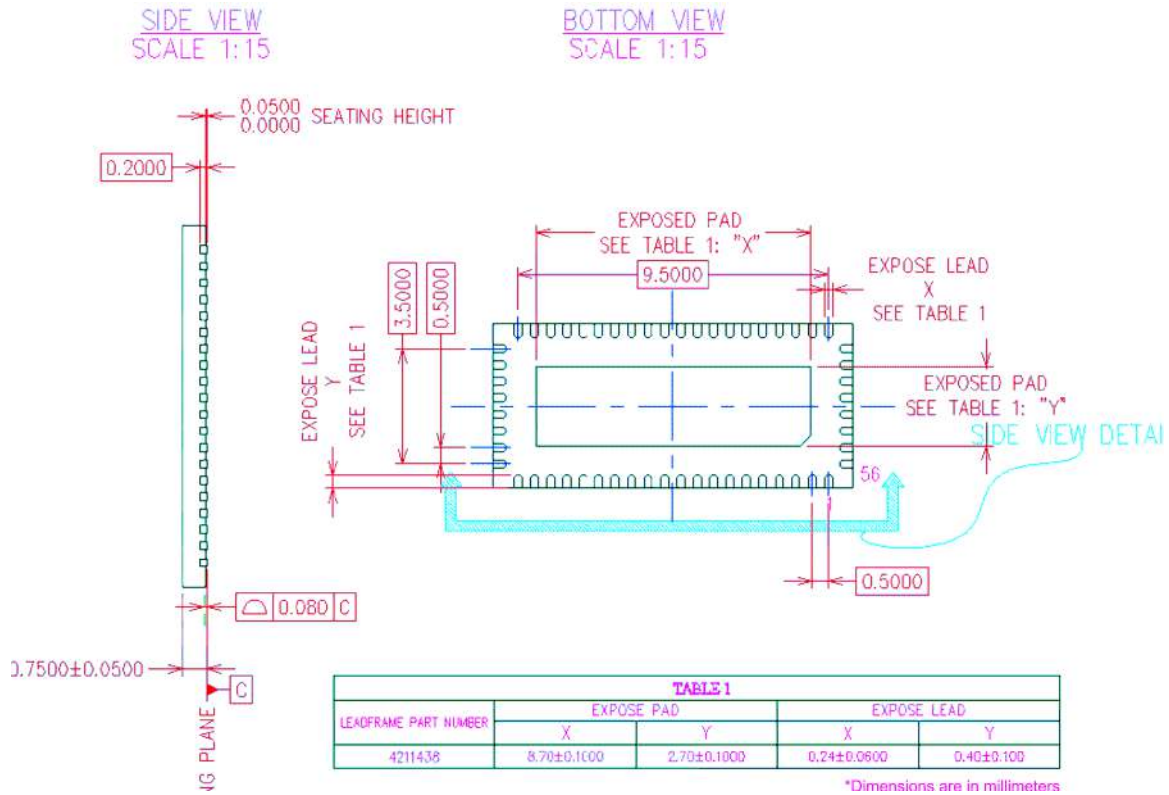 SIDE VIEW
SCALE 1:15
BOTTOM VIEW
SCALE 1:15
0.0500
0.0000 SEATING HEIGHT
0.2000
EXPOSED PAD
SEE TABLE 1: "X"
9.5000
EXPOSE LEAD
X
SEE TABLE 1
3.5000
0.5000
EXPOSE LEAD
Y
SEE TABLE 1
EXPOSED PAD
SEE TABLE 1: "Y"
SIDE VIEW DETAI
56
1
0.5000
0.080 C
0.7500±0.0500
C
NG PLANE
TABLE 1
LEADFRAME PART NUMBER
EXPOSE PAD
EXPOSE LEAD
X
Y
X
Y
4211438
8.70±0.1000
2.70±0.1000
0.24±0.0600
0.40±0.100
*Dimensions are in millimeters